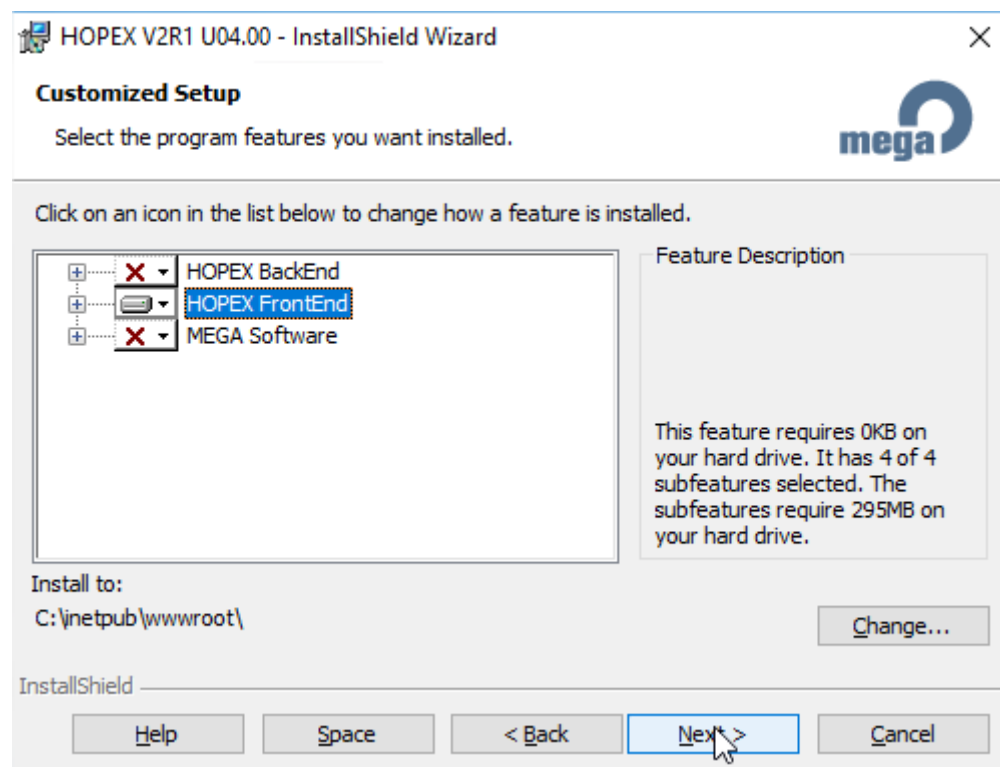 HOPEX V2R1 U04.00 - InstallShield Wizard
Customized Setup
Select the program features you want installed.
mega
Click on an icon in the list below to change how a feature is installed.
HOPEX BackEnd
HOPEX FrontEnd
MEGA Software
Feature Description
This feature requires 0KB on
your hard drive. It has 4 of 4
subfeatures selected. The
subfeatures require 295MB on
your hard drive.
Install to:
C:\inetpub\wwwroot\
Change...
InstallShield
Help
Space
< Back
Next >
Cancel